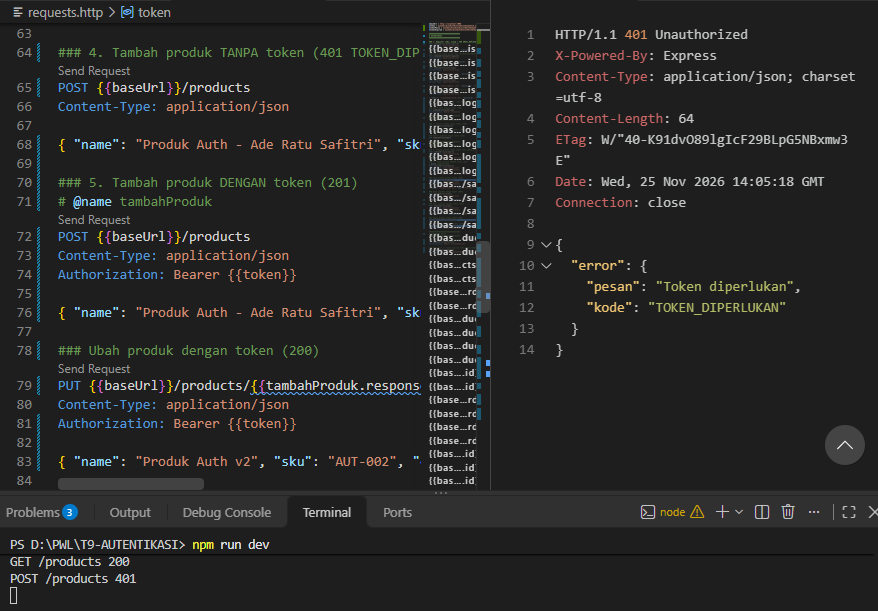 requests.http > token
63
64 ### 4. Tambah produk TANPA token (401 TOKEN_DIP
Send Request
65 POST {{baseUrl}}/products
66 Content-Type: application/json
67
68 { "name": "Produk Auth - Ade Ratu Safitri", "sk
69
70 ### 5. Tambah produk DENGAN token (201)
71 # @name tambahProduk
Send Request
72 POST {{baseUrl}}/products
73 Content-Type: application/json
74 Authorization: Bearer {{token}}
75
76 { "name": "Produk Auth - Ade Ratu Safitri", "sk
77
78 ### Ubah produk dengan token (200)
Send Request
79 PUT {{baseUrl}}/products/{{tambahProduk.respons
80 Content-Type: application/json
81 Authorization: Bearer {{token}}
82
83 { "name": "Produk Auth v2", "sku": "AUT-002", "
84
1 HTTP/1.1 401 Unauthorized
2 X-Powered-By: Express
3 Content-Type: application/json; charset
=utf-8
4 Content-Length: 64
5 ETag: W/"40-K91dvO89lgIcF29BLpG5NBxmw3
E"
6 Date: Wed, 25 Nov 2026 14:05:18 GMT
7 Connection: close
8
9 {
10 "error": {
11 "pesan": "Token diperlukan",
12 "kode": "TOKEN_DIPERLUKAN"
13 }
14 }
Problems 3 Output Debug Console Terminal Ports node
PS D:\PWL\T9-AUTENTIKASI> npm run dev
GET /products 200
POST /products 401